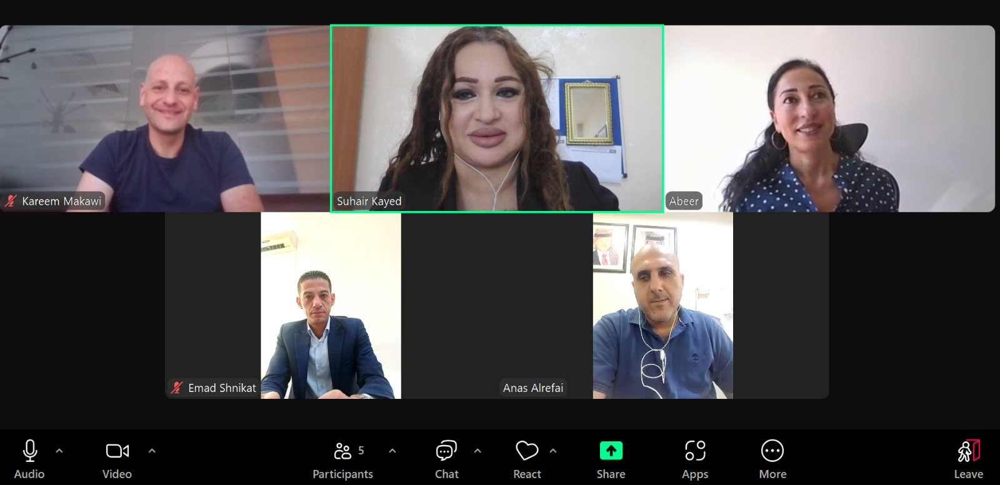 Kareem Makawi
Suhair Kayed
Abeer
Emad Shnikat
Anas Alrefai
Audio
Video
5
Participants
Chat
React
Share
Apps
More
Leave